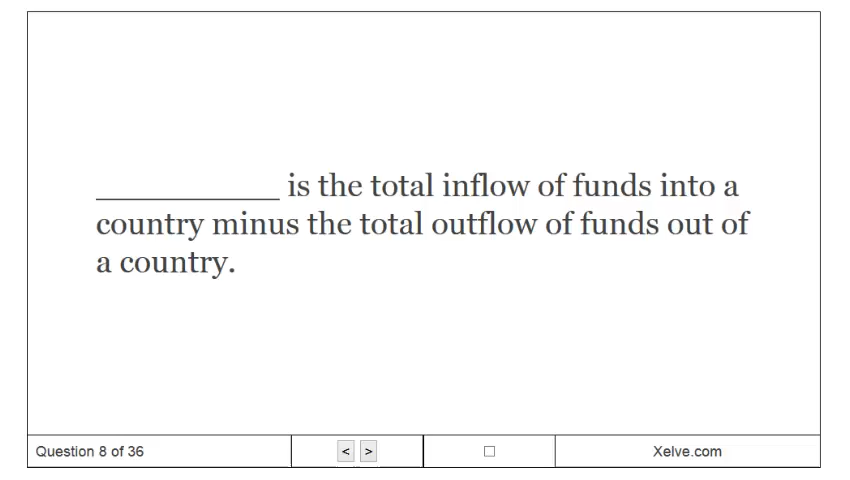 ____________ is the total inflow of funds into a
country minus the total outflow of funds out of
a country.
Question 8 of 36 < > Xelve.com